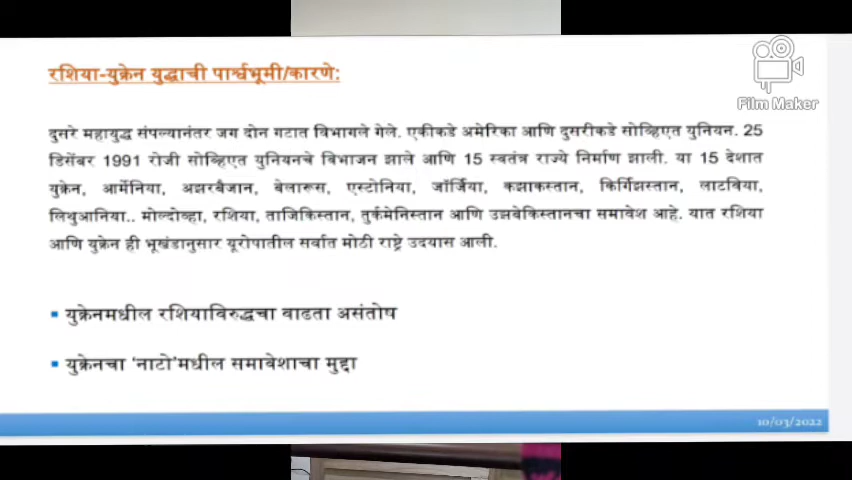 रशिया-युक्रेन युद्धाची पार्श्वभूमी/कारणे:
Film Maker
दुसरे महायुद्ध संपल्यानंतर जग दोन गटात विभागले गेले. एकीकडे अमेरिका आणि दुसरीकडे सोव्हिएत युनियन. 25
डिसेंबर 1991 रोजी सोव्हिएत युनियनचे विभाजन झाले आणि 15 स्वतंत्र राज्ये निर्माण झाली. या 15 देशात
युक्रेन, आर्मेनिया, अझरबैजान, बेलारूस, एस्टोनिया, जॉर्जिया, कझाकस्तान, किर्गिझस्तान, लाटविया,
लिथुआनिया.. मोल्दोव्हा, रशिया, ताजिकिस्तान, तुर्कमेनिस्तान आणि उझबेकिस्तानचा समावेश आहे. यात रशिया
आणि युक्रेन ही भूखंडानुसार यूरोपातील सर्वात मोठी राष्ट्रे उदयास आली.
▪ युक्रेनमधील रशियाविरुद्धचा वाढता असंतोष
▪ युक्रेनचा 'नाटो'मधील समावेशाचा मुद्दा
10/03/2022